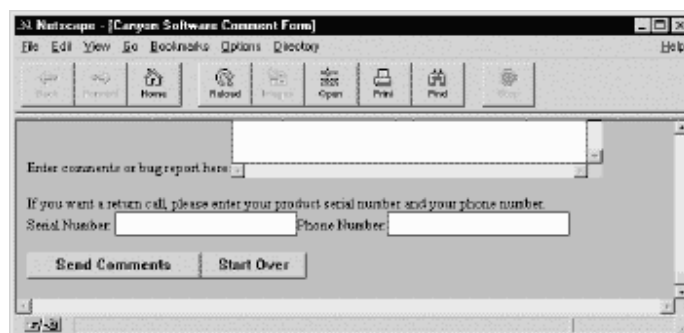 Netscape - [Canyon Software Comment Form]
File Edit View Go Bookmarks Options Directory Help
Back Forward Home Reload Images Open Print Find Stop
Enter comments or bug report here:
If you want a return call, please enter your product serial number and your phone number.
Serial Number: Phone Number:
Send Comments Start Over